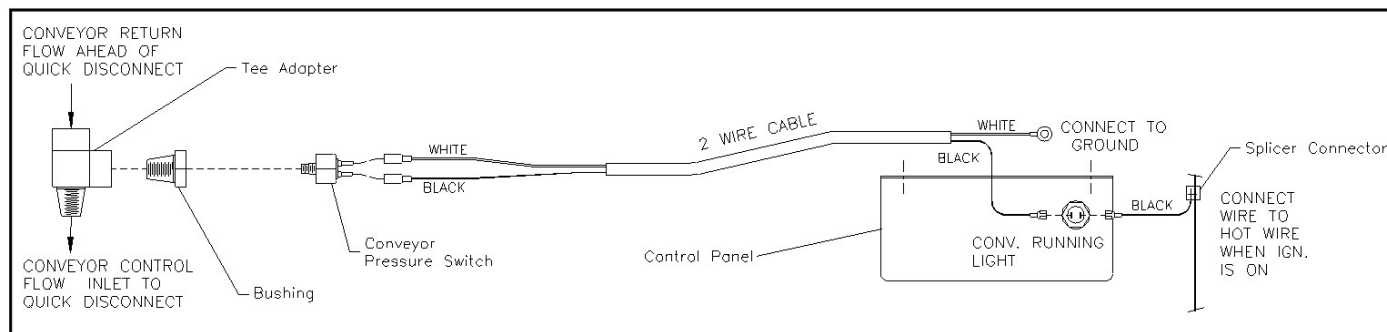 CONVEYOR RETURN
FLOW AHEAD OF
QUICK DISCONNECT
Tee Adapter
WHITE
BLACK
2 WIRE CABLE
WHITE
BLACK
CONNECT TO
GROUND
Splicer Connector
BLACK
CONNECT
WIRE TO
HOT WIRE
WHEN IGN.
IS ON
CONV. RUNNING
LIGHT
Control Panel
Conveyor
Pressure Switch
Bushing
CONVEYOR CONTROL
FLOW INLET TO
QUICK DISCONNECT